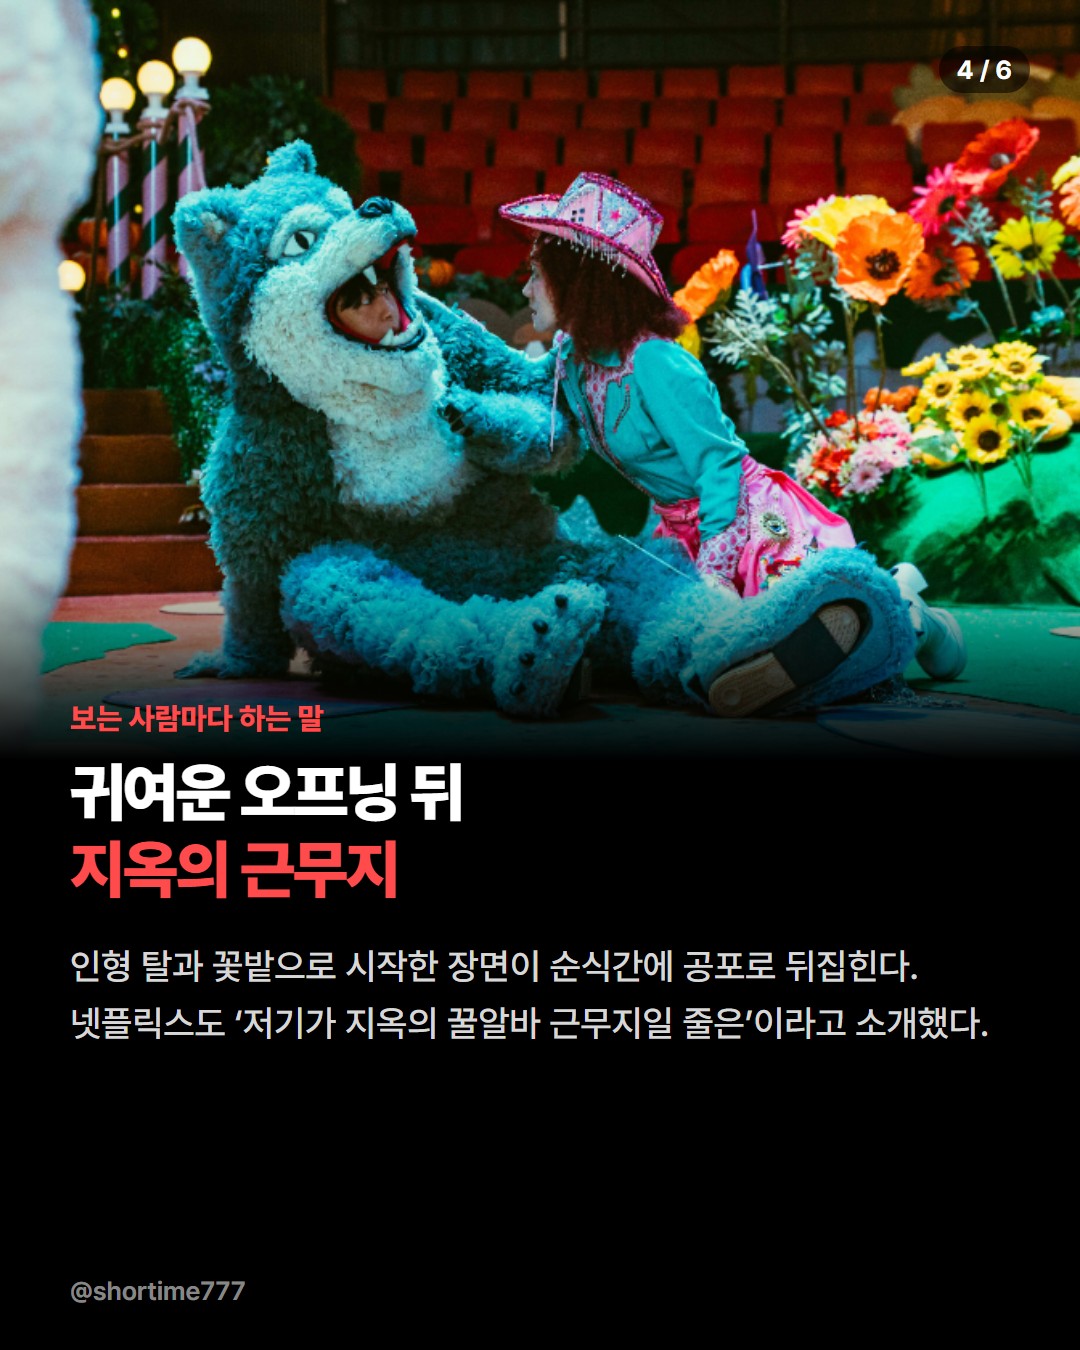 4 / 6
보는 사람마다 하는 말
귀여운 오프닝 뒤
지옥의 근무지
인형 탈과 꽃밭으로 시작한 장면이 순식간에 공포로 뒤집힌다.
넷플릭스도 ‘저기가 지옥의 꿀알바 근무지일 줄은’이라고 소개했다.
@shortime777